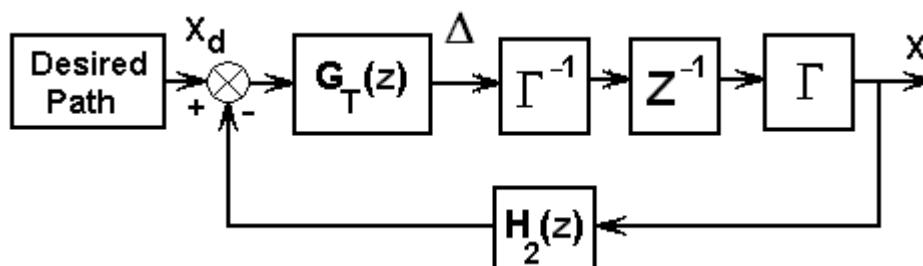 Desired
Path
X_d
+
-
G_T(z)
Δ
Γ⁻¹
Z⁻¹
Γ
X
H_2(z)